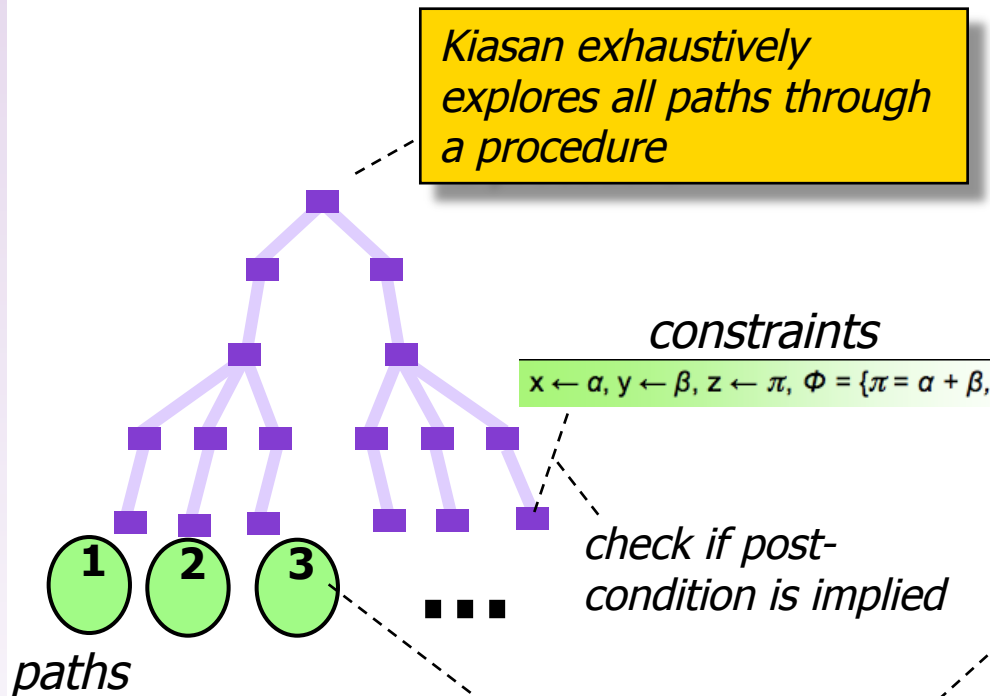 Kiasan exhaustively
explores all paths through
a procedure
constraints
x ← α, y ← β, z ← π, Φ = {π = α + β,
check if post-
condition is implied
1 2 3 ...
paths